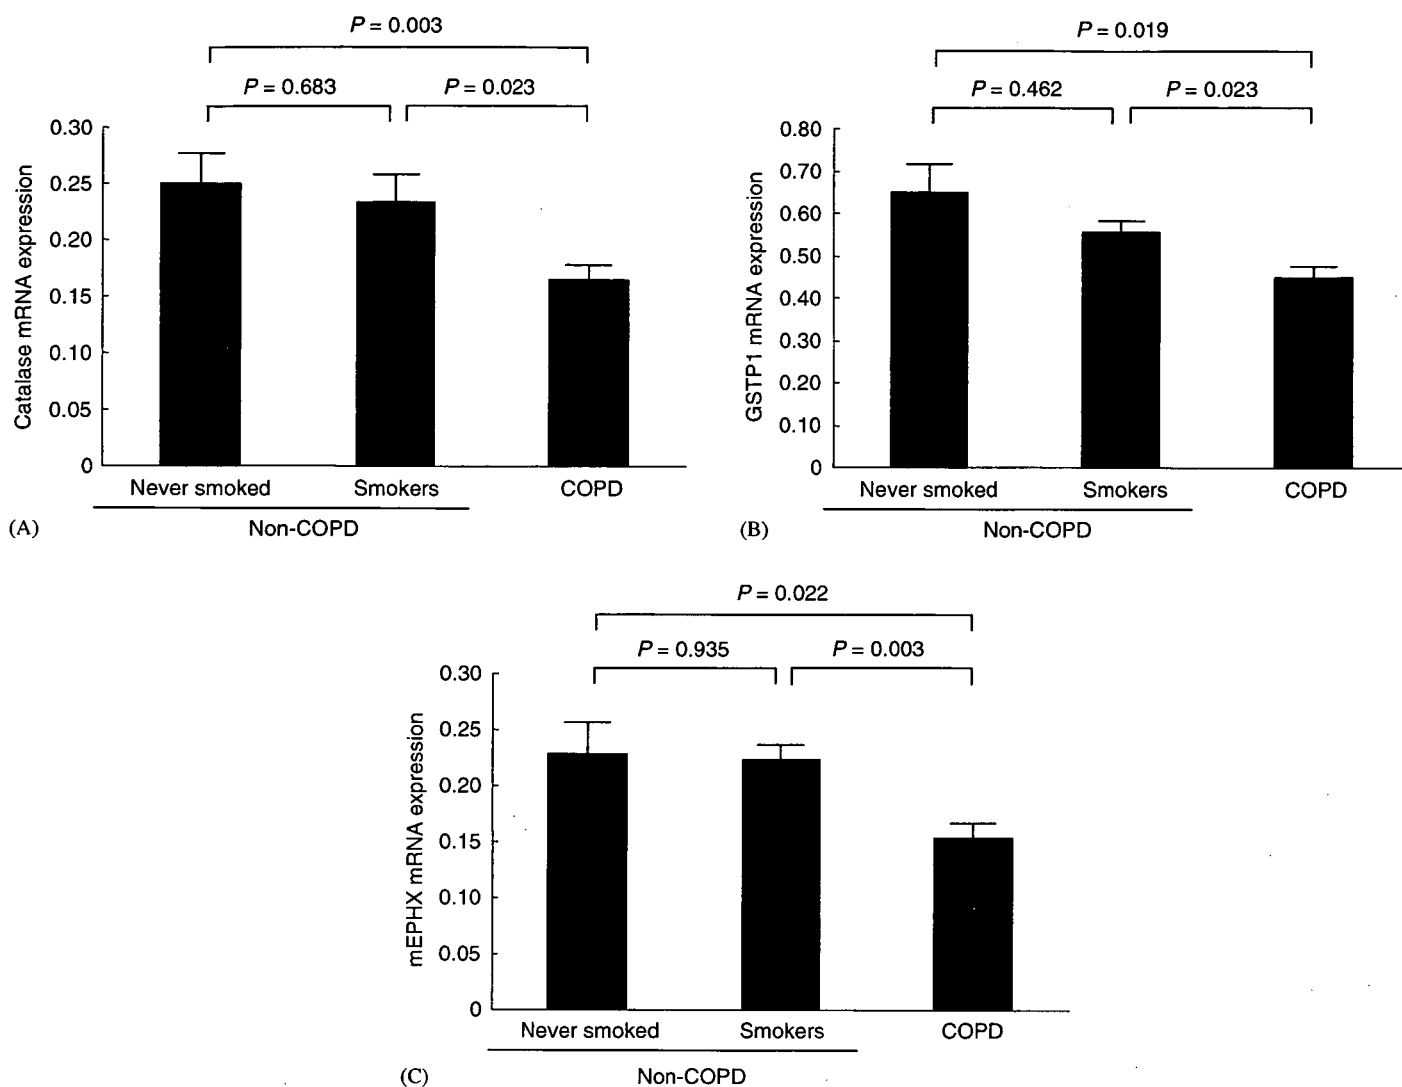 P = 0.003
P = 0.683
P = 0.023
Catalase mRNA expression
0.30
0.25
0.20
0.15
0.10
0.05
0
Never smoked
Smokers
COPD
Non-COPD
(A)
P = 0.019
P = 0.462
P = 0.023
GSTP1 mRNA expression
0.80
0.70
0.60
0.50
0.40
0.30
0.20
0.10
0
Never smoked
Smokers
COPD
Non-COPD
(B)
P = 0.022
P = 0.935
P = 0.003
mEPHX mRNA expression
0.30
0.25
0.20
0.15
0.10
0.05
0
Never smoked
Smokers
COPD
Non-COPD
(C)